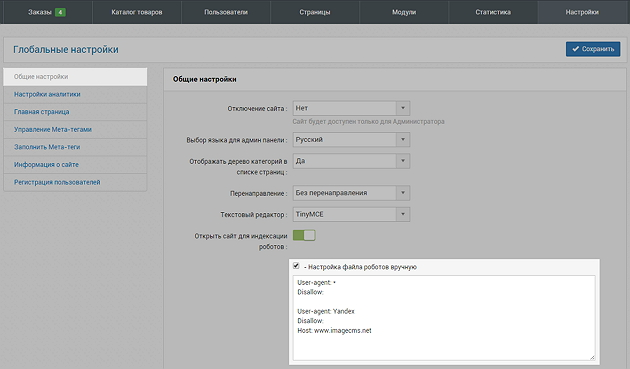 Заказы 4 Каталог товаров Пользователи Страницы Модули Статистика Настройки
Глобальные настройки
Сохранить
Общие настройки
Настройки аналитики
Главная страница
Управление Мета-тегами
Заполнить Мета-теги
Информация о сайте
Регистрация пользователей
Общие настройки
Отключение сайта : Нет
Сайт будет доступен только для Администратора
Выбор языка для админ панели : Русский
Отображать дерево категорий в Да
списке страниц :
Перенаправление : Без перенаправления
Текстовый редактор : TinyMCE
Открыть сайт для индексации
роботов :
- Настройка файла роботов вручную
User-agent: *
Disallow:
User-agent: Yandex
Disallow:
Host: www.imagecms.net